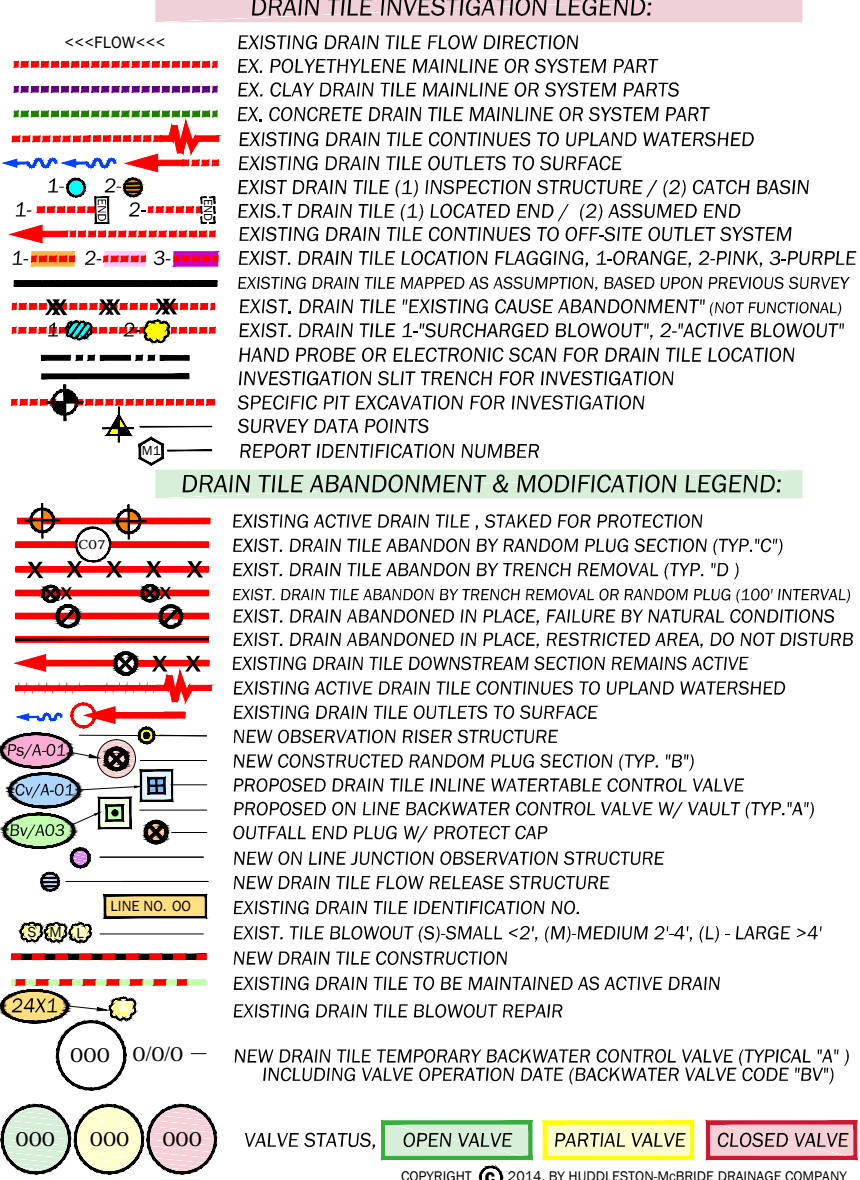 DRAIN TILE INVESTIGATION LEGEND:
<<<FLOW<<< EXISTING DRAIN TILE FLOW DIRECTION
EX. POLYETHYLENE MAINLINE OR SYSTEM PART
EX. CLAY DRAIN TILE MAINLINE OR SYSTEM PARTS
EX. CONCRETE DRAIN TILE MAINLINE OR SYSTEM PART
EXISTING DRAIN TILE CONTINUES TO UPLAND WATERSHED
EXISTING DRAIN TILE OUTLETS TO SURFACE
1- 2- EXIST DRAIN TILE (1) INSPECTION STRUCTURE / (2) CATCH BASIN
1- END 2- END EXIS.T DRAIN TILE (1) LOCATED END / (2) ASSUMED END
EXISTING DRAIN TILE CONTINUES TO OFF-SITE OUTLET SYSTEM
1- 2- 3- EXIST. DRAIN TILE LOCATION FLAGGING, 1-ORANGE, 2-PINK, 3-PURPLE
EXISTING DRAIN TILE MAPPED AS ASSUMPTION, BASED UPON PREVIOUS SURVEY
XX XX XX EXIST. DRAIN TILE "EXISTING CAUSE ABANDONMENT" (NOT FUNCTIONAL)
1- 2- EXIST. DRAIN TILE 1-"SURCHARGED BLOWOUT", 2-"ACTIVE BLOWOUT"
HAND PROBE OR ELECTRONIC SCAN FOR DRAIN TILE LOCATION
INVESTIGATION SLIT TRENCH FOR INVESTIGATION
SPECIFIC PIT EXCAVATION FOR INVESTIGATION
SURVEY DATA POINTS
M1 REPORT IDENTIFICATION NUMBER
DRAIN TILE ABANDONMENT & MODIFICATION LEGEND:
EXISTING ACTIVE DRAIN TILE , STAKED FOR PROTECTION
C07 EXIST. DRAIN TILE ABANDON BY RANDOM PLUG SECTION (TYP."C")
X X X X X EXIST. DRAIN TILE ABANDON BY TRENCH REMOVAL (TYP. "D )
X X EXIST. DRAIN TILE ABANDON BY TRENCH REMOVAL OR RANDOM PLUG (100' INTERVAL)
EXIST. DRAIN ABANDONED IN PLACE, FAILURE BY NATURAL CONDITIONS
EXIST. DRAIN ABANDONED IN PLACE, RESTRICTED AREA, DO NOT DISTURB
X X EXISTING DRAIN TILE DOWNSTREAM SECTION REMAINS ACTIVE
EXISTING ACTIVE DRAIN TILE CONTINUES TO UPLAND WATERSHED
EXISTING DRAIN TILE OUTLETS TO SURFACE
NEW OBSERVATION RISER STRUCTURE
Ps/A-01 NEW CONSTRUCTED RANDOM PLUG SECTION (TYP. "B")
Cv/A-01 PROPOSED DRAIN TILE INLINE WATERTABLE CONTROL VALVE
PROPOSED ON LINE BACKWATER CONTROL VALVE W/ VAULT (TYP."A")
Bv/A03 OUTFALL END PLUG W/ PROTECT CAP
NEW ON LINE JUNCTION OBSERVATION STRUCTURE
NEW DRAIN TILE FLOW RELEASE STRUCTURE
LINE NO. 00 EXISTING DRAIN TILE IDENTIFICATION NO.
S M L EXIST. TILE BLOWOUT (S)-SMALL <2', (M)-MEDIUM 2'-4', (L) - LARGE >4'
NEW DRAIN TILE CONSTRUCTION
EXISTING DRAIN TILE TO BE MAINTAINED AS ACTIVE DRAIN
24X1 EXISTING DRAIN TILE BLOWOUT REPAIR
000 0/0/0 NEW DRAIN TILE TEMPORARY BACKWATER CONTROL VALVE (TYPICAL "A" )
INCLUDING VALVE OPERATION DATE (BACKWATER VALVE CODE "BV")
000 000 000 VALVE STATUS, OPEN VALVE PARTIAL VALVE CLOSED VALVE
COPYRIGHT © 2014, BY HUDDLESTON-McBRIDE DRAINAGE COMPANY